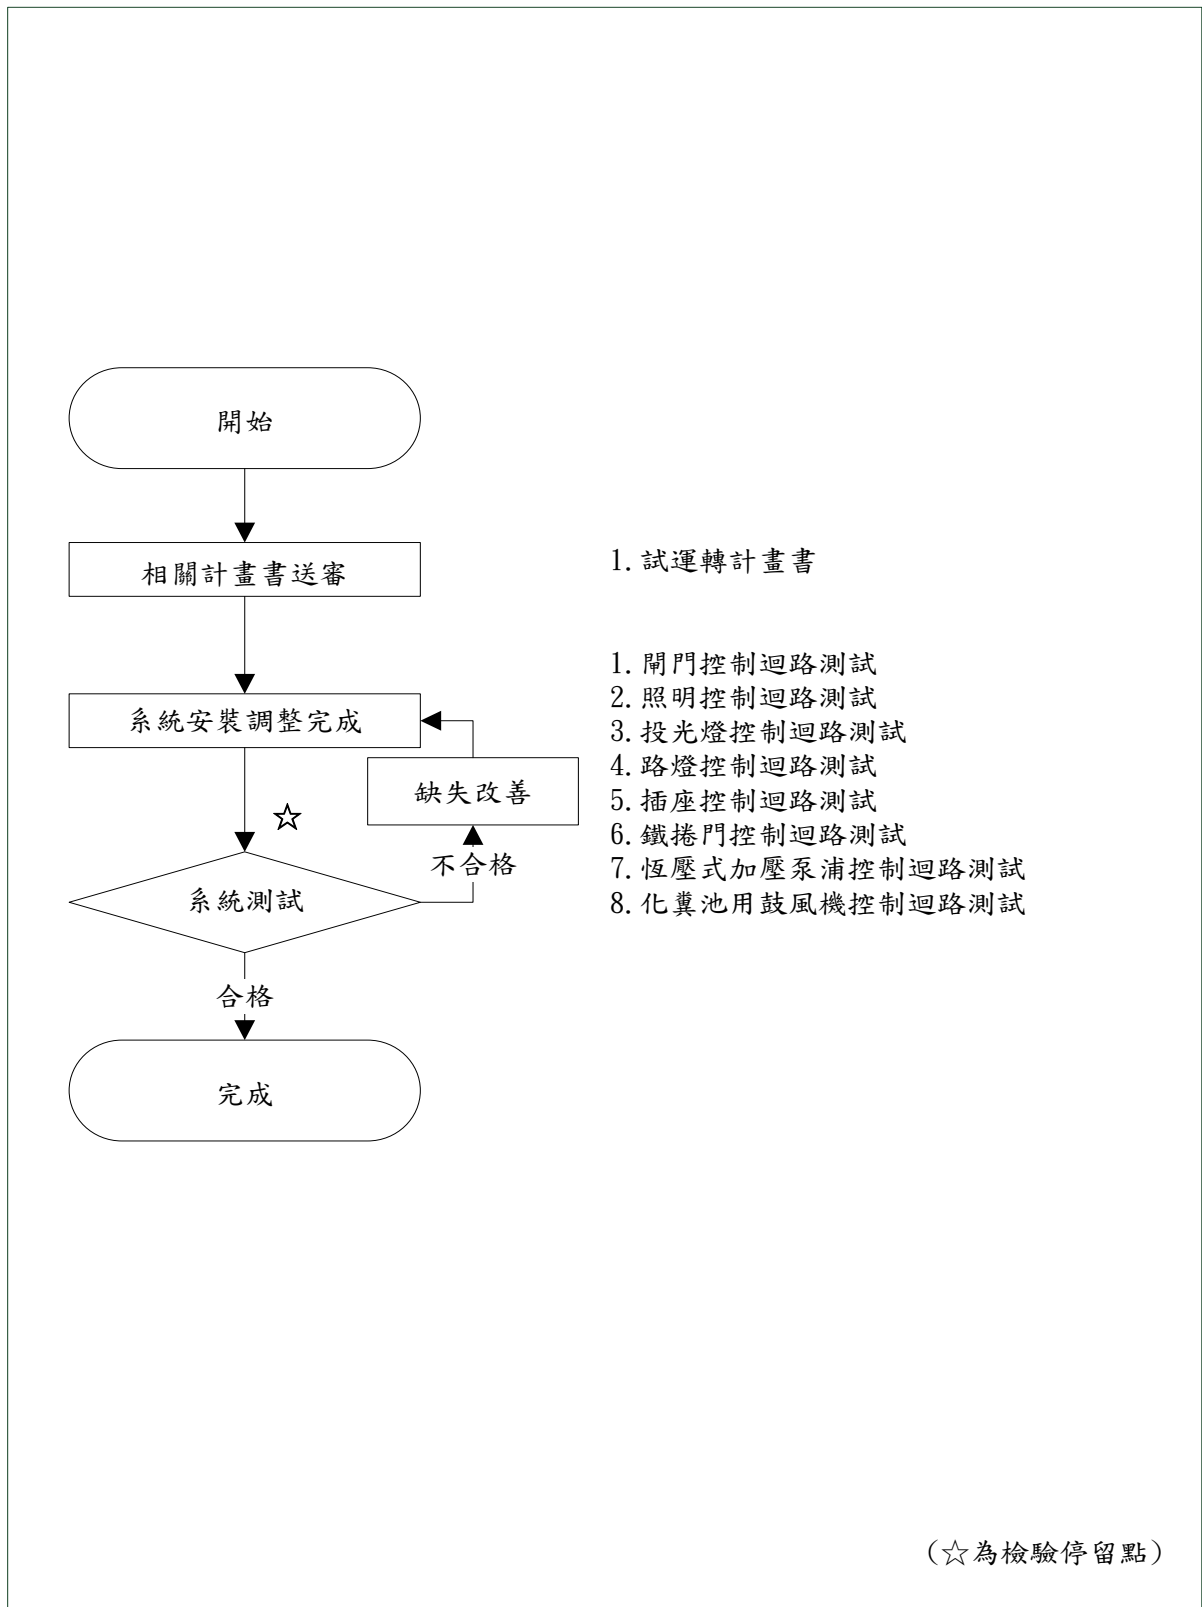 開始
相關計畫書送審
1.試運轉計畫書
系統安裝調整完成
缺失改善
☆
不合格
系統測試
合格
完成
1.閘門控制迴路測試
2.照明控制迴路測試
3.投光燈控制迴路測試
4.路燈控制迴路測試
5.插座控制迴路測試
6.鐵捲門控制迴路測試
7.恆壓式加壓泵浦控制迴路測試
8.化糞池用鼓風機控制迴路測試
(☆為檢驗停留點)